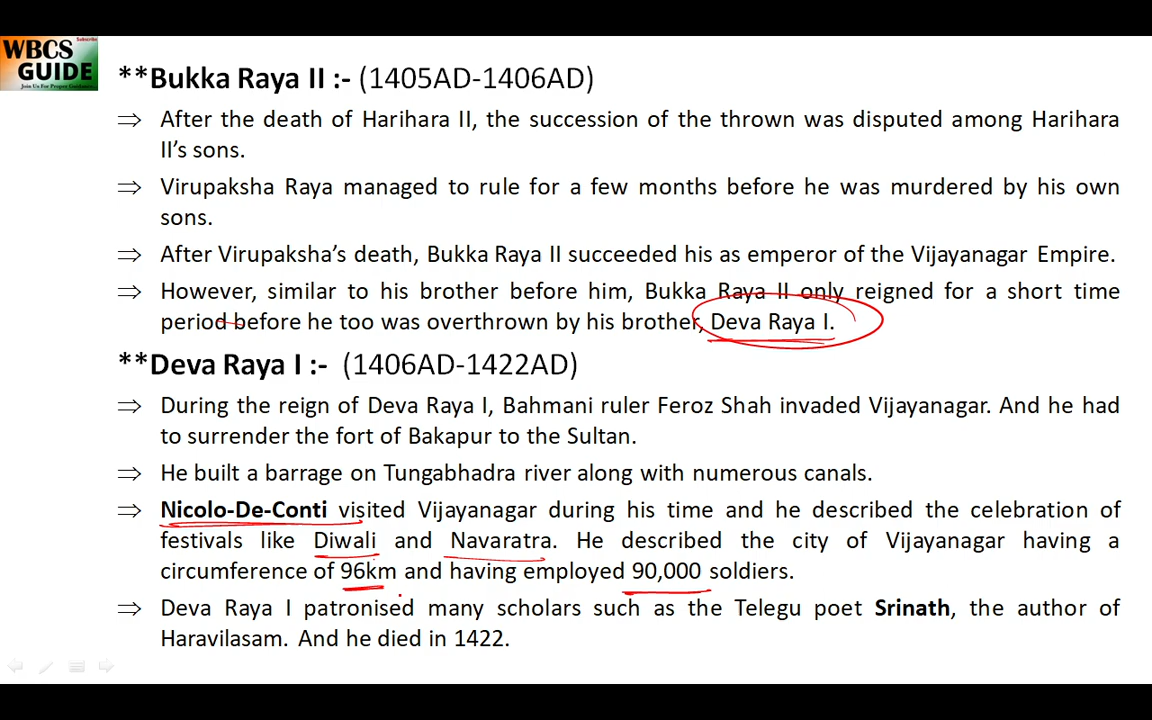 Subscribe
WBCS
GUIDE
Join Us For Proper Guidance
**Bukka Raya II :- (1405AD-1406AD)
⇒ After the death of Harihara II, the succession of the thrown was disputed among Harihara
II’s sons.
⇒ Virupaksha Raya managed to rule for a few months before he was murdered by his own
sons.
⇒ After Virupaksha’s death, Bukka Raya II succeeded his as emperor of the Vijayanagar Empire.
⇒ However, similar to his brother before him, Bukka Raya II only reigned for a short time
period before he too was overthrown by his brother, Deva Raya I.
**Deva Raya I :- (1406AD-1422AD)
⇒ During the reign of Deva Raya I, Bahmani ruler Feroz Shah invaded Vijayanagar. And he had
to surrender the fort of Bakapur to the Sultan.
⇒ He built a barrage on Tungabhadra river along with numerous canals.
⇒ Nicolo-De-Conti visited Vijayanagar during his time and he described the celebration of
festivals like Diwali and Navaratra. He described the city of Vijayanagar having a
circumference of 96km and having employed 90,000 soldiers.
⇒ Deva Raya I patronised many scholars such as the Telegu poet Srinath, the author of
Haravilasam. And he died in 1422.